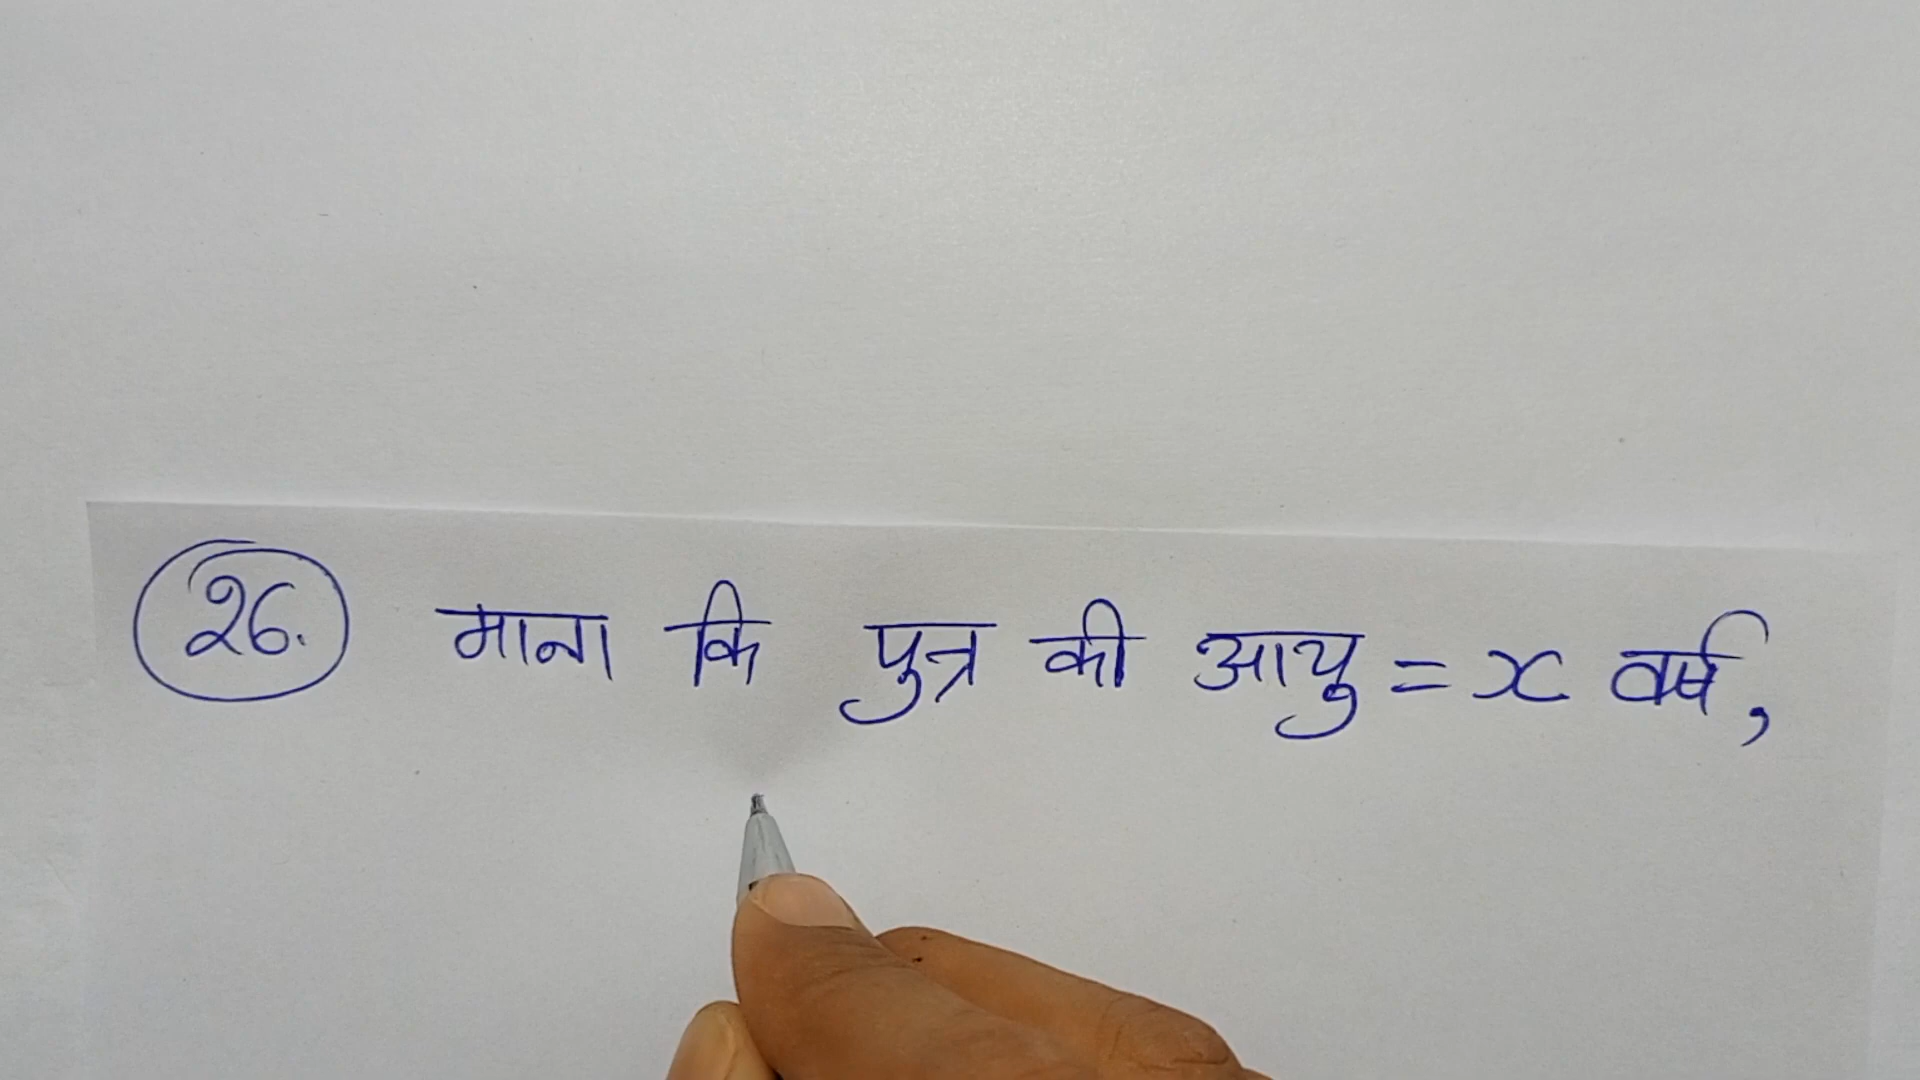 26. माना कि पुत्र की आयु = x वर्ष,